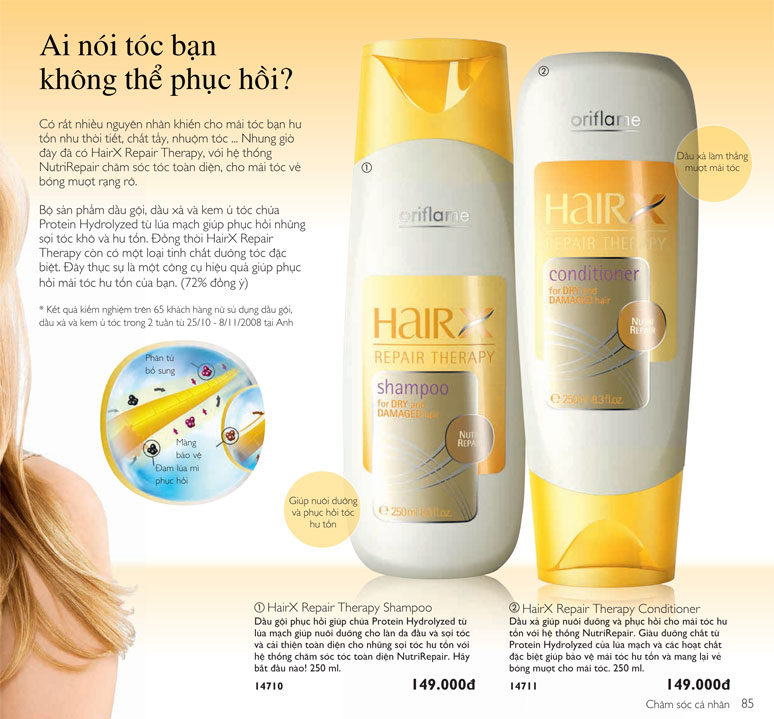 Ai nói tóc bạn
không thể phục hồi?
Có rất nhiều nguyên nhân khiến cho mái tóc bạn hư
tổn như thời tiết, chất tẩy, nhuộm tóc ... Nhưng giờ
đây đã có HairX Repair Therapy, với hệ thống
NutriRepair chăm sóc tóc toàn diện, cho mái tóc vẻ
bóng mượt rạng rỡ.
Bộ sản phẩm dầu gội, dầu xả và kem ủ tóc chứa
Protein Hydrolyzed từ lúa mạch giúp phục hồi những
sợi tóc khô và hư tổn. Đồng thời HairX Repair
Therapy còn có một loại tinh chất dưỡng tóc đặc
biệt. Đây thực sự là một công cụ hiệu quả giúp phục
hồi mái tóc hư tổn của bạn. (72% đồng ý)
* Kết quả kiểm nghiệm trên 65 khách hàng nữ sử dụng dầu gội,
dầu xả và kem ủ tóc trong 2 tuần từ 25/10 - 8/11/2008 tại Anh
Phân tử
bổ sung
Màng
bảo vệ
Đạm lúa mì
phục hồi
①
oriflame
HAIRX
REPAIR THERAPY
shampoo
for DRY and
DAMAGED hair
NUTRI
REPAIR
e 250ml 8.3fl.oz.
Giúp nuôi dưỡng
và phục hồi tóc
hư tổn
②
oriflame
HAIRX
REPAIR THERAPY
conditioner
for DRY and
DAMAGED hair
NUTRI
REPAIR
e 250ml 8.3fl.oz.
Dầu xả làm thẳng
mượt mái tóc
① HairX Repair Therapy Shampoo
Dầu gội phục hồi giúp chứa Protein Hydrolyzed từ
lúa mạch giúp nuôi dưỡng cho làn da đầu và sợi tóc
và cải thiện toàn diện cho những sợi tóc hư tổn với
hệ thống chăm sóc tóc toàn diện NutriRepair. Hãy
bắt đầu nào! 250 ml.
14710 149.000đ
② HairX Repair Therapy Conditioner
Dầu xả giúp nuôi dưỡng và phục hồi cho mái tóc hư
tổn với hệ thống NutriRepair. Giàu dưỡng chất từ
Protein Hydrolyzed của lúa mạch và các hoạt chất
đặc biệt giúp bảo vệ mái tóc hư tổn và mang lại vẻ
bóng mượt cho mái tóc. 250 ml.
14711 149.000đ
Chăm sóc cá nhân 85